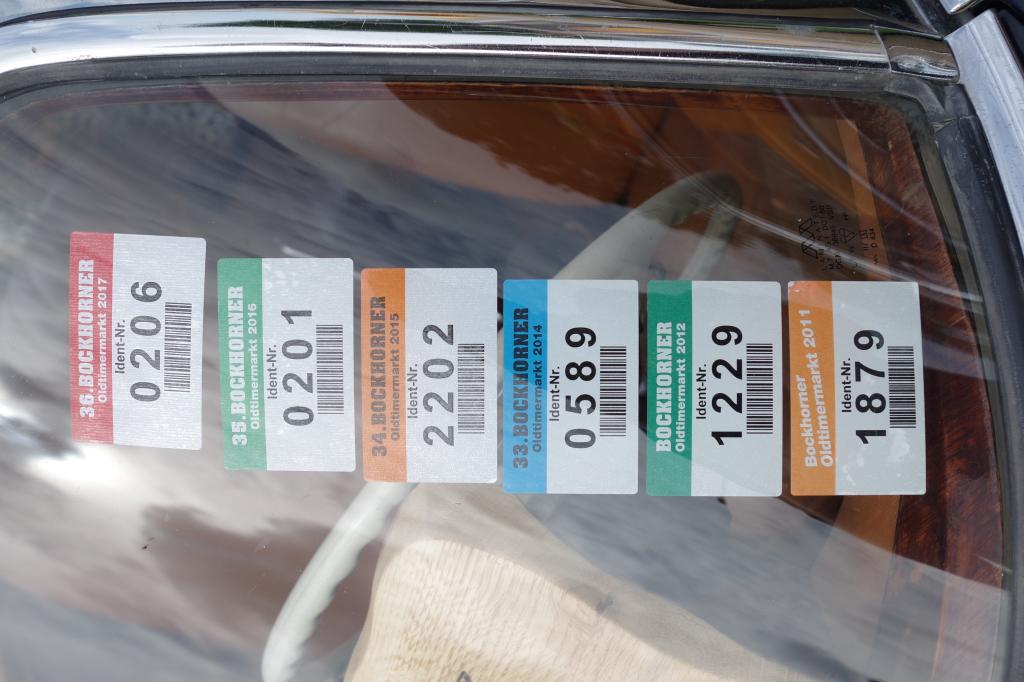 36.BOCKHORNER
Oldtimermarkt 2017
Ident-Nr.
0206
35.BOCKHORNER
Oldtimermarkt 2016
Ident-Nr.
0201
34.BOCKHORNER
Oldtimermarkt 2015
Ident-Nr.
2202
33.BOCKHORNER
Oldtimermarkt 2014
Ident-Nr.
0589
BOCKHORNER
Oldtimermarkt 2012
Ident-Nr.
1229
Bockhorner
Oldtimermarkt 2011
Ident-Nr.
1879